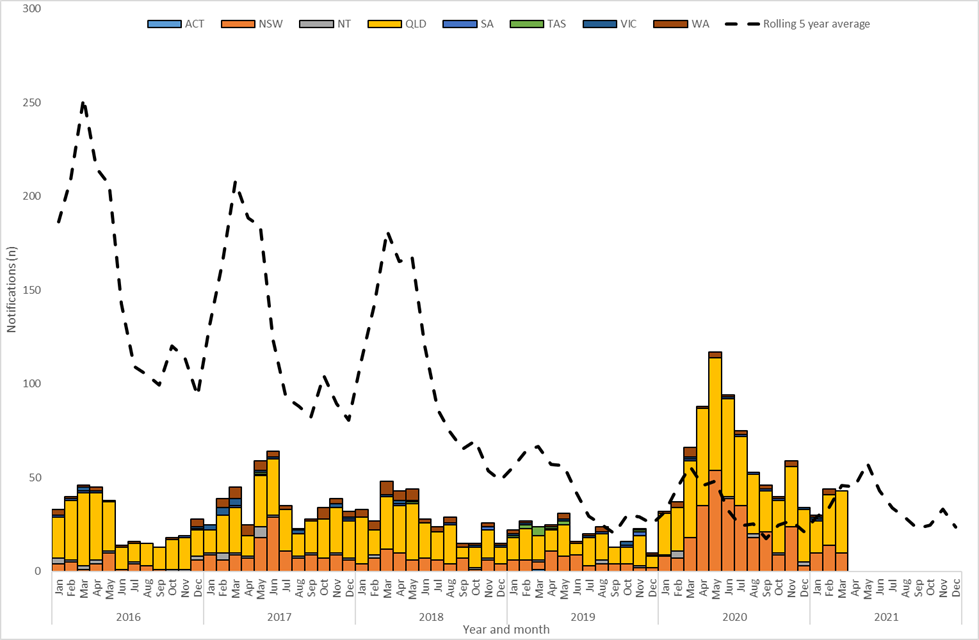 300
ACT NSW NT QLD SA TAS VIC WA Rolling 5 year average
250
200
150
100
50
0
Notifications (n)
Jan Feb Mar Apr May Jun Jul Aug Sep Oct Nov Dec Jan Feb Mar Apr May Jun Jul Aug Sep Oct Nov Dec Jan Feb Mar Apr May Jun Jul Aug Sep Oct Nov Dec Jan Feb Mar Apr May Jun Jul Aug Sep Oct Nov Dec Jan Feb Mar Apr May Jun Jul Aug Sep Oct Nov Dec Jan Feb Mar Apr May Jun Jul Aug Sep Oct Nov Dec
2016 2017 2018 2019 2020 2021
Year and month